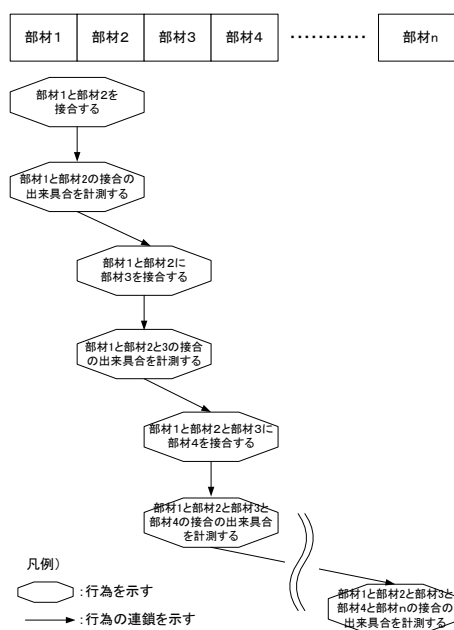 部材1 部材2 部材3 部材4 ・・・・・・・・・・・ 部材n
部材1と部材2を
接合する
部材1と部材2の接合の
出来具合を計測する
部材1と部材2に
部材3を接合する
部材1と部材2と3の接合
の出来具合を計測する
部材1と部材2と部材3に
部材4を接合する
部材1と部材2と部材3と
部材4の接合の出来具合
を計測する
部材1と部材2と部材3と
部材4と部材nの接合の
出来具合を計測する
凡例)
:行為を示す
:行為の連鎖を示す